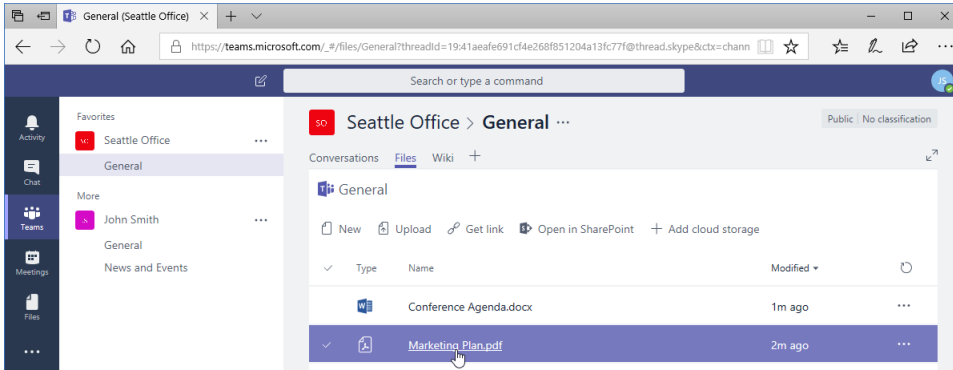 General (Seattle Office)
https://teams.microsoft.com/_#/files/General?threadId=19:41aeafe691cf4e268f851204a13fc77f@thread.skype&ctx=chann
Search or type a command
JS
Activity
Chat
Teams
Meetings
Files
Favorites
SO Seattle Office
General
More
JS John Smith
General
News and Events
SO Seattle Office > General
Public No classification
Conversations Files Wiki
General
New Upload Get link Open in SharePoint Add cloud storage
Type Name Modified
Conference Agenda.docx 1m ago
Marketing Plan.pdf 2m ago